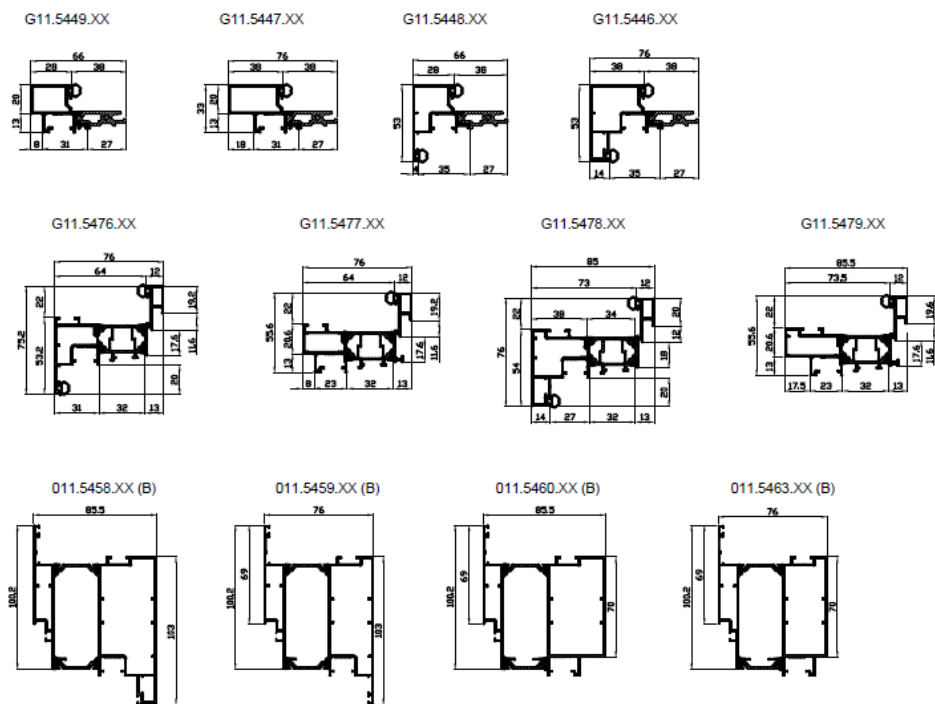 G11.5449.XX G11.5447.XX G11.5448.XX G11.5446.XX
66 76 66 76
28 38 38 38 28 38 38 38
20 13 33 20 13 53 53
8 31 27 18 31 27 4 35 27 14 35 27
G11.5476.XX G11.5477.XX G11.5478.XX G11.5479.XX
76 76 85 85.5
64 12 64 12 73 12 73.5 12
75.2 22 53.2 19.2 17.6 11.6 20
55.6 22 20.6 13 19.2 17.6 11.6
76 22 54 38 34 20 12 18 20
55.6 22 20.6 13 19.6 17.6 11.6
31 32 13 8 23 32 13 14 27 32 13 17.5 23 32 13
011.5458.XX (B) 011.5459.XX (B) 011.5460.XX (B) 011.5463.XX (B)
85.5 76 85.5 76
100.2 103 100.2 69 103 100.2 69 70 100.2 69 70